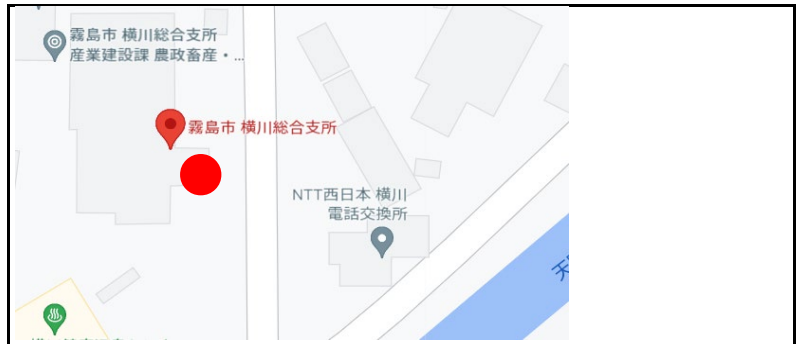 霧島市 横川総合支所
産業建設課 農政畜産・...
霧島市 横川総合支所
NTT西日本 横川
電話交換所
天